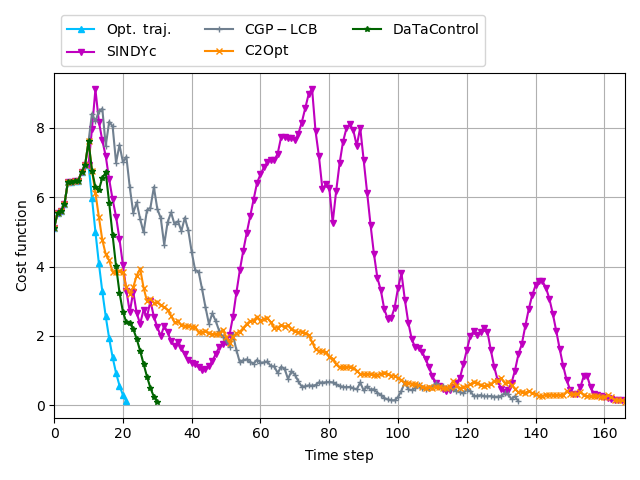 Opt. traj. CGP − LCB DaTaControl
SINDYc C2Opt
8
6
4
2
0
Cost function
0 20 40 60 80 100 120 140 160
Time step